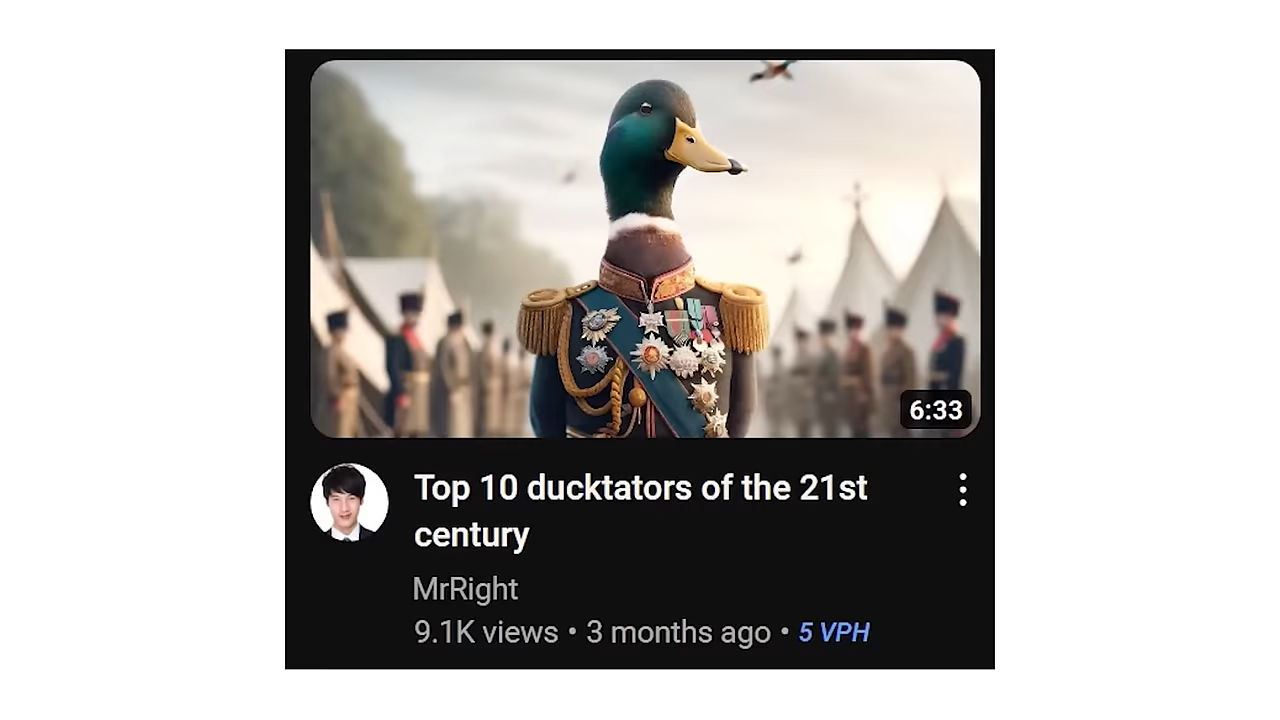 6:33
Top 10 ducktators of the 21st
century
MrRight
9.1K views • 3 months ago • 5 VPH